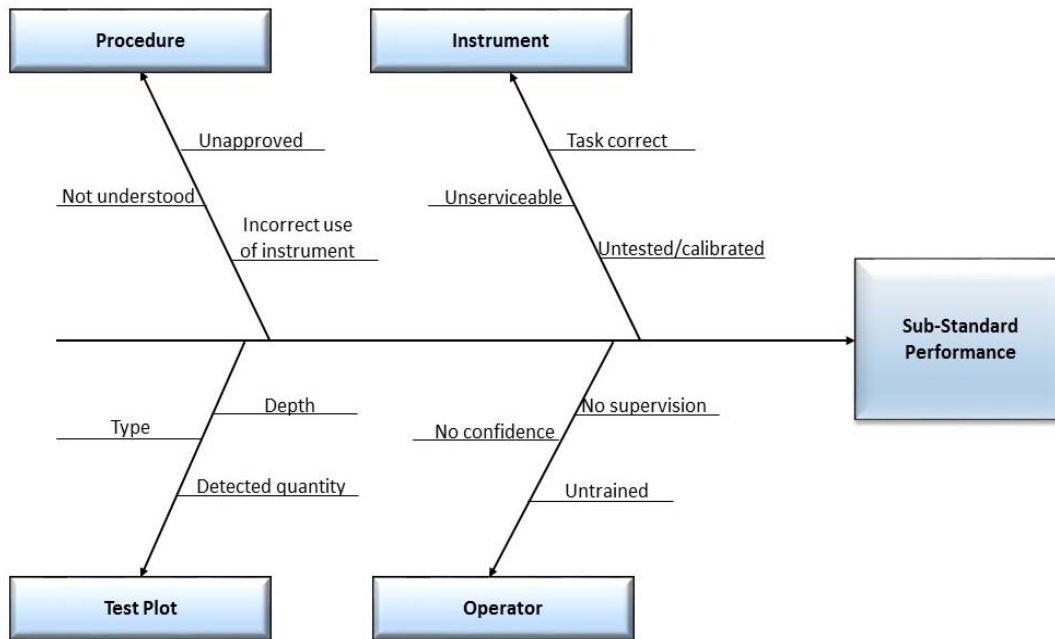 Procedure
Instrument
Unapproved
Task correct
Not understood
Unserviceable
Incorrect use
of instrument
Untested/calibrated
Sub-Standard
Performance
Depth
No supervision
Type
No confidence
Detected quantity
Untrained
Test Plot
Operator